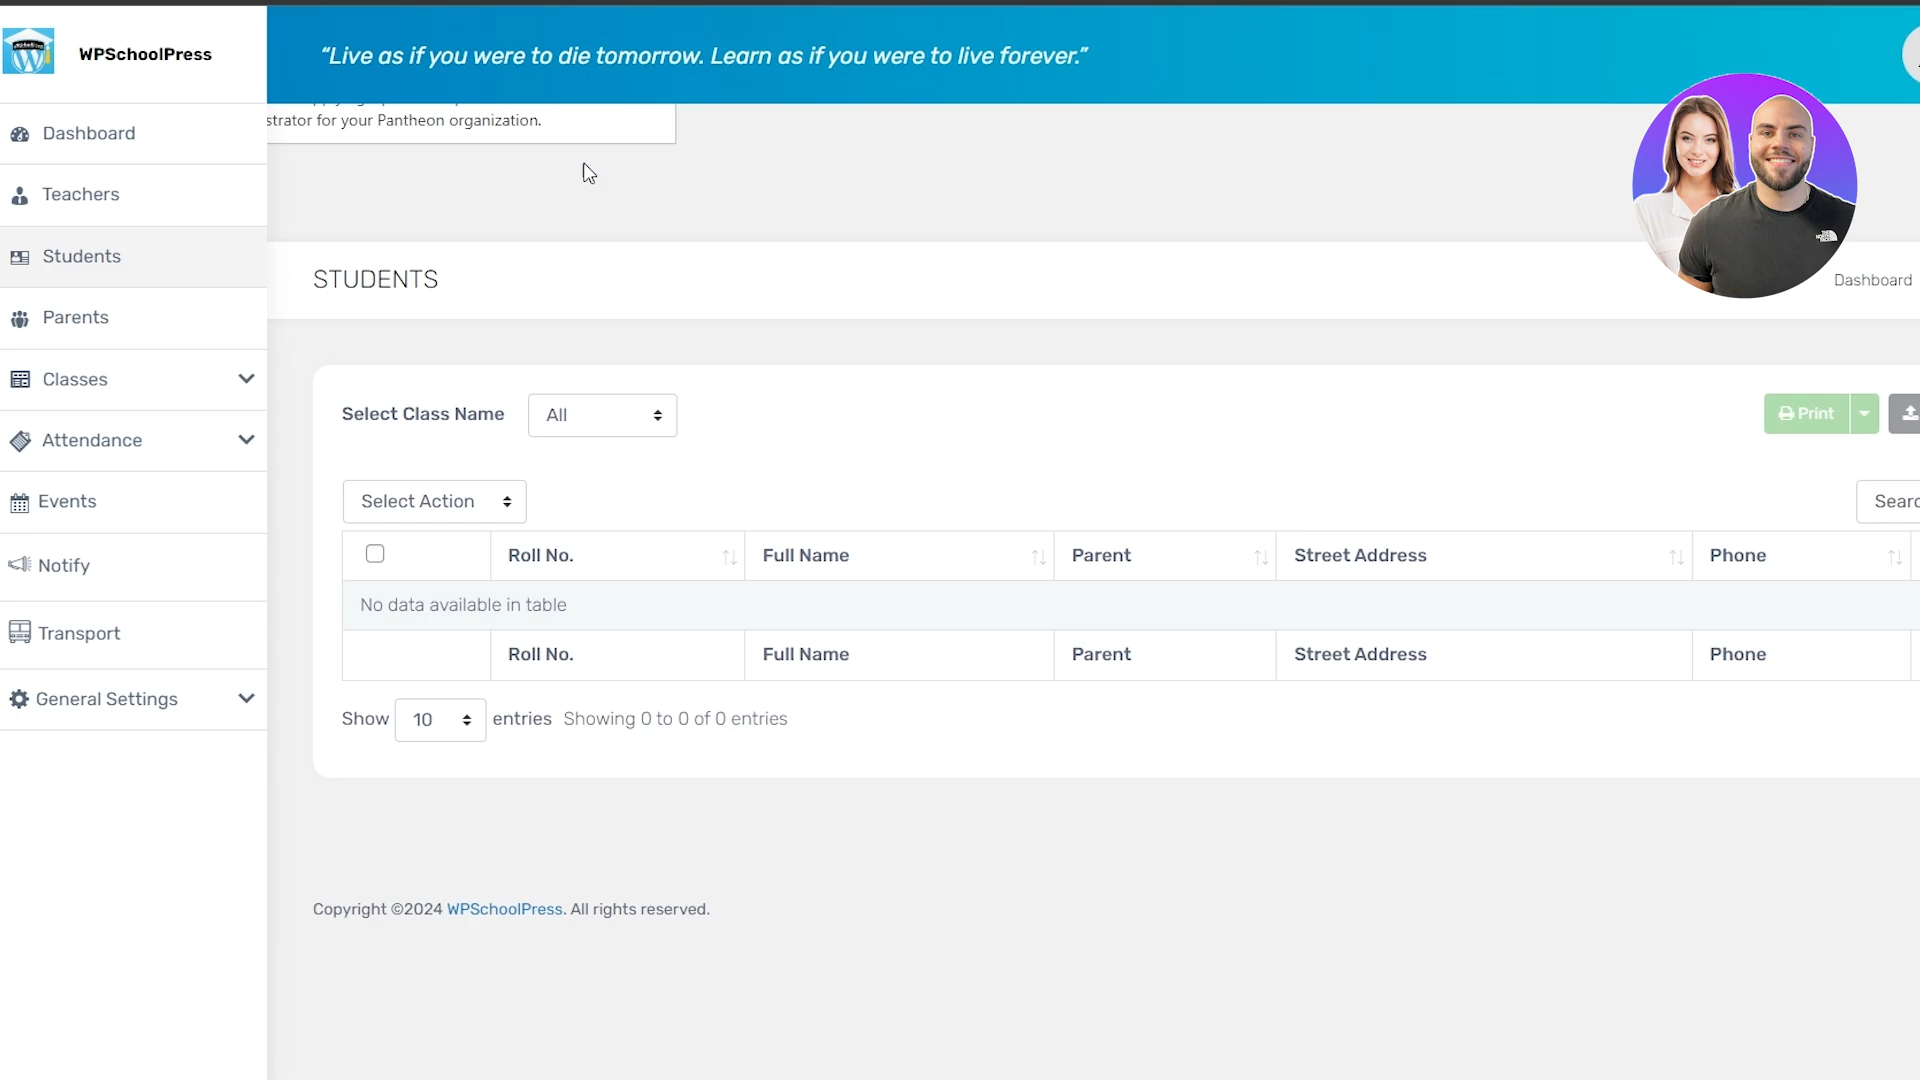 WPSchoolPress
“Live as if you were to die tomorrow. Learn as if you were to live forever.”
strator for your Pantheon organization.
Dashboard
Teachers
Students
Parents
Classes
Attendance
Events
Notify
Transport
General Settings
STUDENTS
Dashboard
Select Class Name All
Print
Select Action
Searc
Roll No. Full Name Parent Street Address Phone
No data available in table
Roll No. Full Name Parent Street Address Phone
Show 10 entries Showing 0 to 0 of 0 entries
Copyright ©2024 WPSchoolPress. All rights reserved.